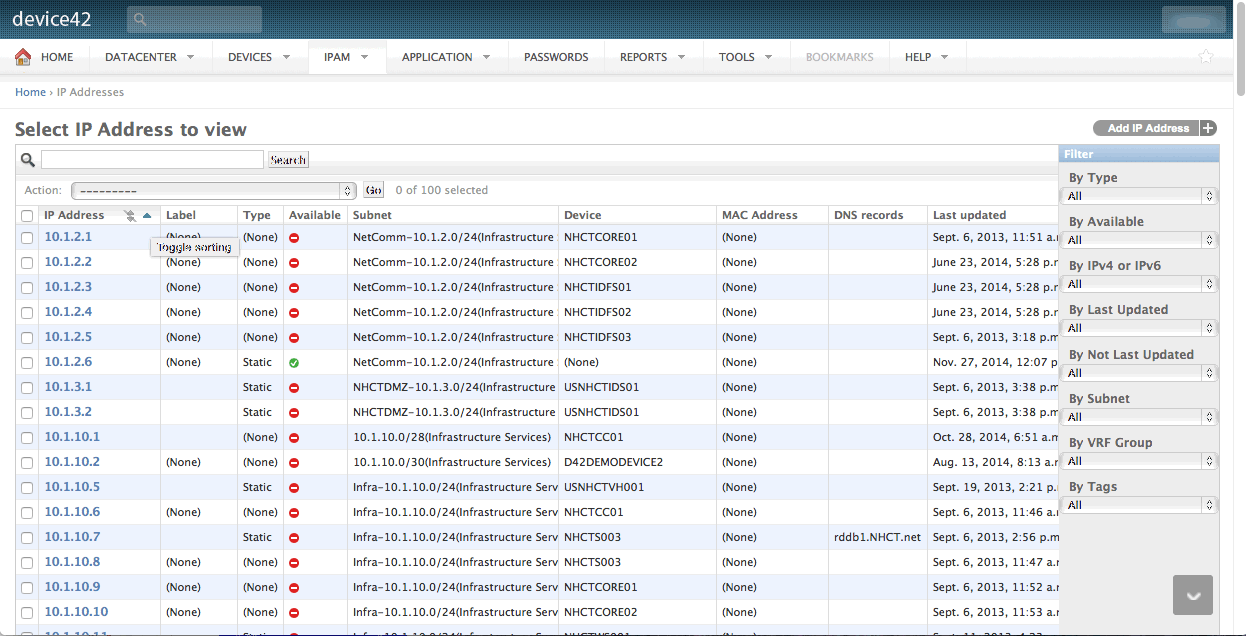 device42
HOME DATACENTER DEVICES IPAM APPLICATION PASSWORDS REPORTS TOOLS BOOKMARKS HELP
Home › IP Addresses
Select IP Address to view
Add IP Address +
Search
Action: --------- Go 0 of 100 selected
IP Address Label Type Available Subnet Device MAC Address DNS records Last updated
10.1.2.1 (None) (None) NetComm-10.1.2.0/24(Infrastructure NHCTCORE01 (None) Sept. 6, 2013, 11:51 a.m
Toggle sorting
10.1.2.2 (None) (None) NetComm-10.1.2.0/24(Infrastructure NHCTCORE02 (None) June 23, 2014, 5:28 p.m
10.1.2.3 (None) (None) NetComm-10.1.2.0/24(Infrastructure NHCTIDFS01 (None) June 23, 2014, 5:28 p.m
10.1.2.4 (None) (None) NetComm-10.1.2.0/24(Infrastructure NHCTIDFS02 (None) June 23, 2014, 5:28 p.m
10.1.2.5 (None) (None) NetComm-10.1.2.0/24(Infrastructure NHCTIDFS03 (None) Sept. 6, 2013, 3:18 p.m
10.1.2.6 (None) Static NetComm-10.1.2.0/24(Infrastructure (None) (None) Nov. 27, 2014, 12:07 p
10.1.3.1 Static NHCTDMZ-10.1.3.0/24(Infrastructure USNHCTIDS01 (None) Sept. 6, 2013, 3:38 p.m
10.1.3.2 Static NHCTDMZ-10.1.3.0/24(Infrastructure USNHCTIDS01 (None) Sept. 6, 2013, 3:38 p.m
10.1.10.1 (None) 10.1.10.0/28(Infrastructure Services) NHCTCC01 (None) Oct. 28, 2014, 6:51 a.m
10.1.10.2 (None) (None) 10.1.10.0/30(Infrastructure Services) D42DEMODEVICE2 (None) Aug. 13, 2014, 8:13 a.m
10.1.10.5 Static Infra-10.1.10.0/24(Infrastructure Serv USNHCTVH001 (None) Sept. 19, 2013, 2:21 p.
10.1.10.6 (None) Static Infra-10.1.10.0/24(Infrastructure Serv NHCTCC01 (None) Sept. 6, 2013, 11:46 a.
10.1.10.7 Static Infra-10.1.10.0/24(Infrastructure Serv NHCTS003 (None) rddb1.NHCT.net Sept. 6, 2013, 2:56 p.m
10.1.10.8 (None) (None) Infra-10.1.10.0/24(Infrastructure Serv NHCTS003 (None) Sept. 6, 2013, 11:47 a.
10.1.10.9 (None) (None) Infra-10.1.10.0/24(Infrastructure Serv NHCTCORE01 (None) Sept. 6, 2013, 11:52 a.
10.1.10.10 (None) (None) Infra-10.1.10.0/24(Infrastructure Serv NHCTCORE02 (None) Sept. 6, 2013, 11:53 a.
Filter
By Type
All
By Available
All
By IPv4 or IPv6
All
By Last Updated
All
By Not Last Updated
All
By Subnet
All
By VRF Group
All
By Tags
All